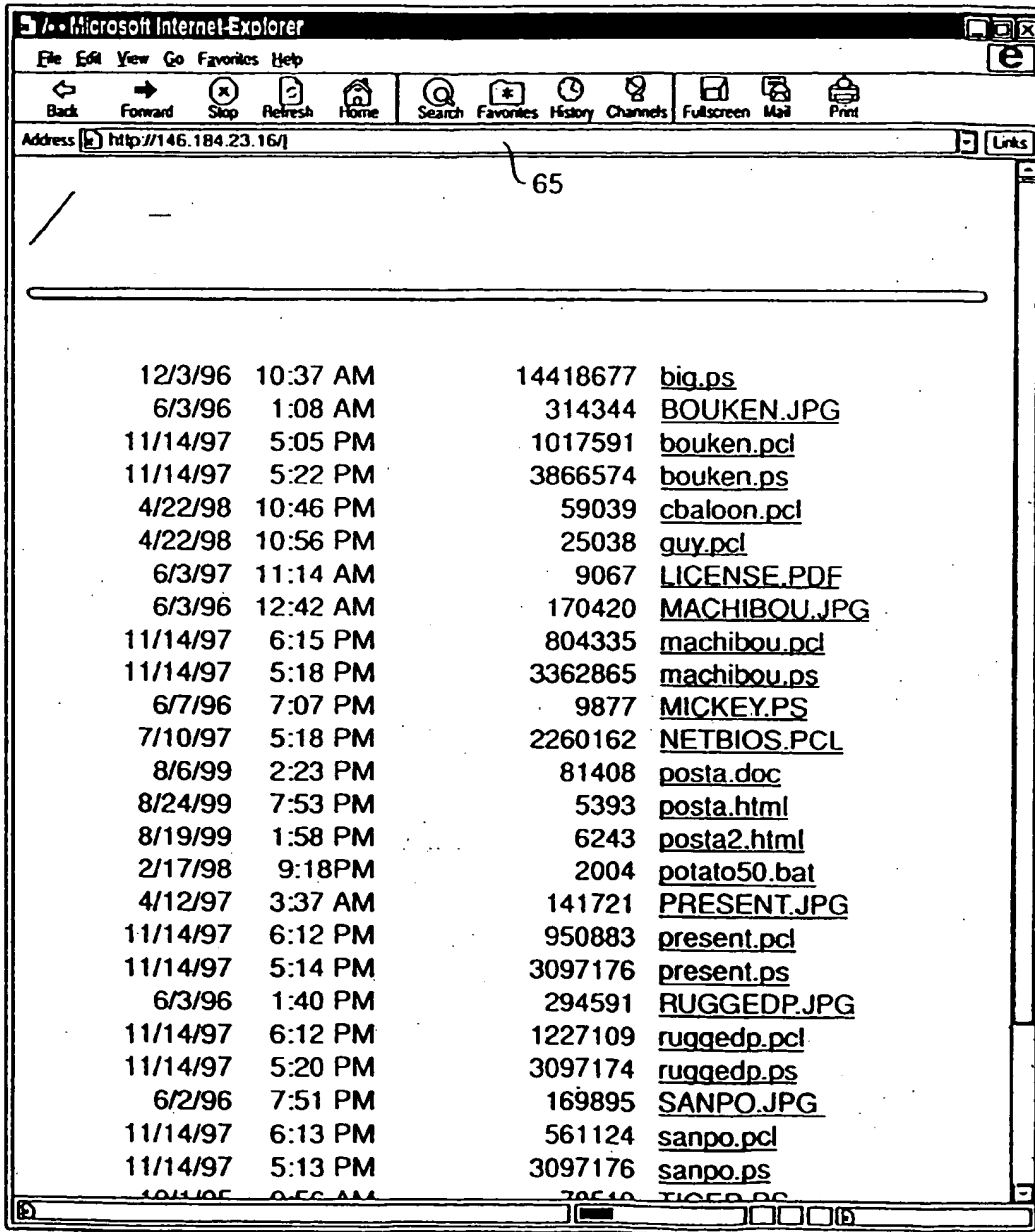 / - Microsoft Internet Explorer
File Edit View Go Favorites Help
Back Forward Stop Refresh Home Search Favorites History Channels Fullscreen Mail Print
Address http://146.184.23.16/ Links
65
/ -
12/3/96 10:37 AM 14418677 big.ps
6/3/96 1:08 AM 314344 BOUKEN.JPG
11/14/97 5:05 PM 1017591 bouken.pcl
11/14/97 5:22 PM 3866574 bouken.ps
4/22/98 10:46 PM 59039 cbaloon.pcl
4/22/98 10:56 PM 25038 guy.pcl
6/3/97 11:14 AM 9067 LICENSE.PDF
6/3/96 12:42 AM 170420 MACHIBOU.JPG
11/14/97 6:15 PM 804335 machibou.pcl
11/14/97 5:18 PM 3362865 machibou.ps
6/7/96 7:07 PM 9877 MICKEY.PS
7/10/97 5:18 PM 2260162 NETBIOS.PCL
8/6/99 2:23 PM 81408 posta.doc
8/24/99 7:53 PM 5393 posta.html
8/19/99 1:58 PM 6243 posta2.html
2/17/98 9:18PM 2004 potato50.bat
4/12/97 3:37 AM 141721 PRESENT.JPG
11/14/97 6:12 PM 950883 present.pcl
11/14/97 5:14 PM 3097176 present.ps
6/3/96 1:40 PM 294591 RUGGEDP.JPG
11/14/97 6:12 PM 1227109 ruggedp.pcl
11/14/97 5:20 PM 3097174 ruggedp.ps
6/2/96 7:51 PM 169895 SANPO.JPG
11/14/97 6:13 PM 561124 sanpo.pcl
11/14/97 5:13 PM 3097176 sanpo.ps